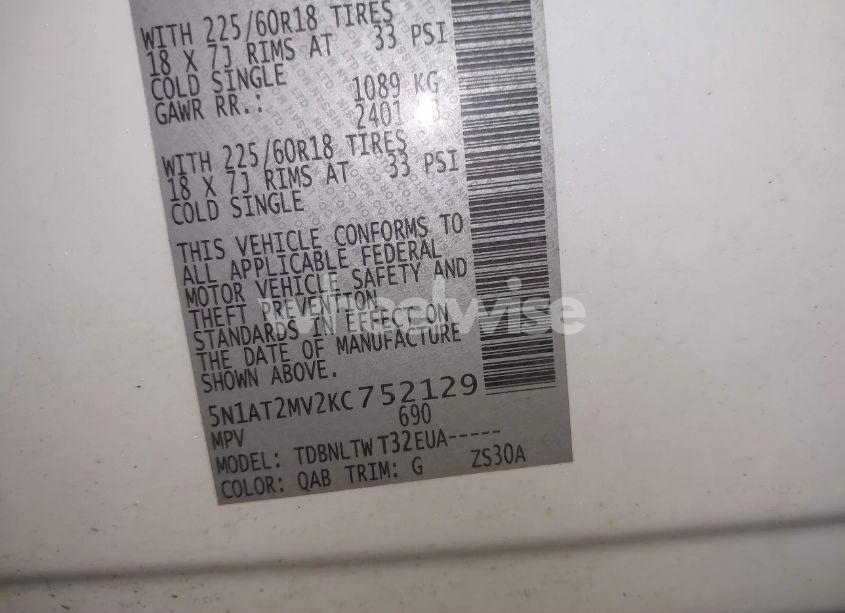 WITH 225/60R18 TIRES
18 X 7J RIMS AT 33 PSI
COLD SINGLE
GAWR RR.: 1089 KG
2401
WITH 225/60R18 TIRES
18 X 7J RIMS AT 33 PSI
COLD SINGLE
THIS VEHICLE CONFORMS TO
ALL APPLICABLE FEDERAL
MOTOR VEHICLE SAFETY AND
THEFT PREVENTION
STANDARDS IN EFFECT ON
THE DATE OF MANUFACTURE
SHOWN ABOVE.
wheelwise
5N1AT2MV2KC752129
MPV 690
MODEL: TDBNLTW T32EUA-----
COLOR: QAB TRIM: G ZS30A